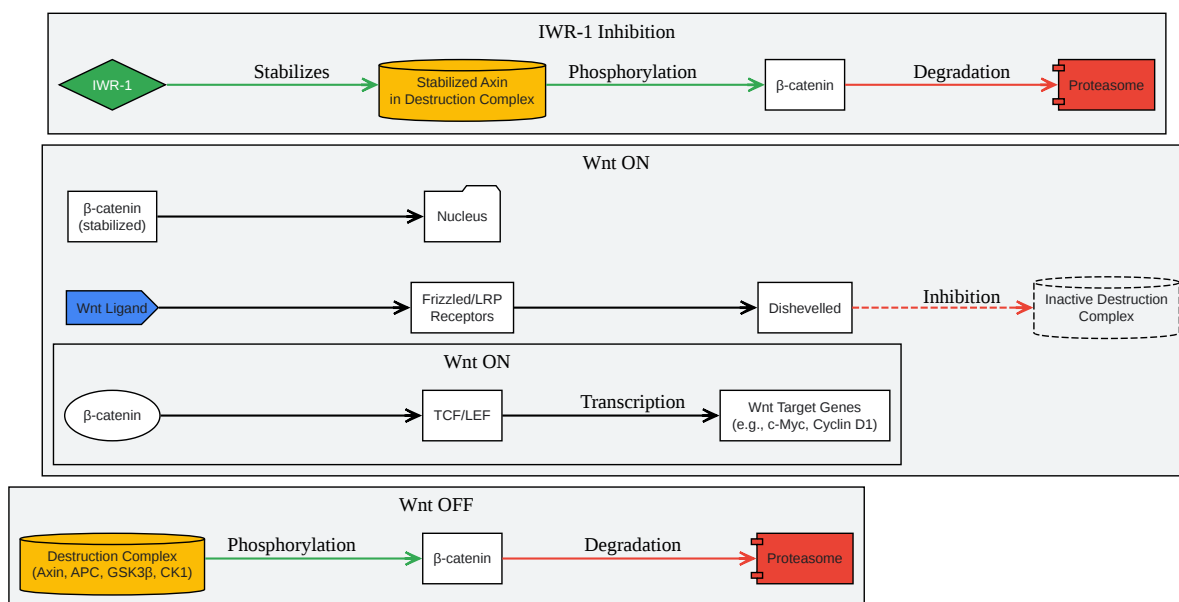 IWR-1 Inhibition
IWR-1
Stabilizes
Stabilized Axin
in Destruction Complex
Phosphorylation
β-catenin
Degradation
Proteasome
Wnt ON
β-catenin
(stabilized)
Nucleus
Wnt Ligand
Frizzled/LRP
Receptors
Dishevelled
Inhibition
Inactive Destruction
Complex
Wnt ON
β-catenin
TCF/LEF
Transcription
Wnt Target Genes
(e.g., c-Myc, Cyclin D1)
Wnt OFF
Destruction Complex
(Axin, APC, GSK3β, CK1)
Phosphorylation
β-catenin
Degradation
Proteasome